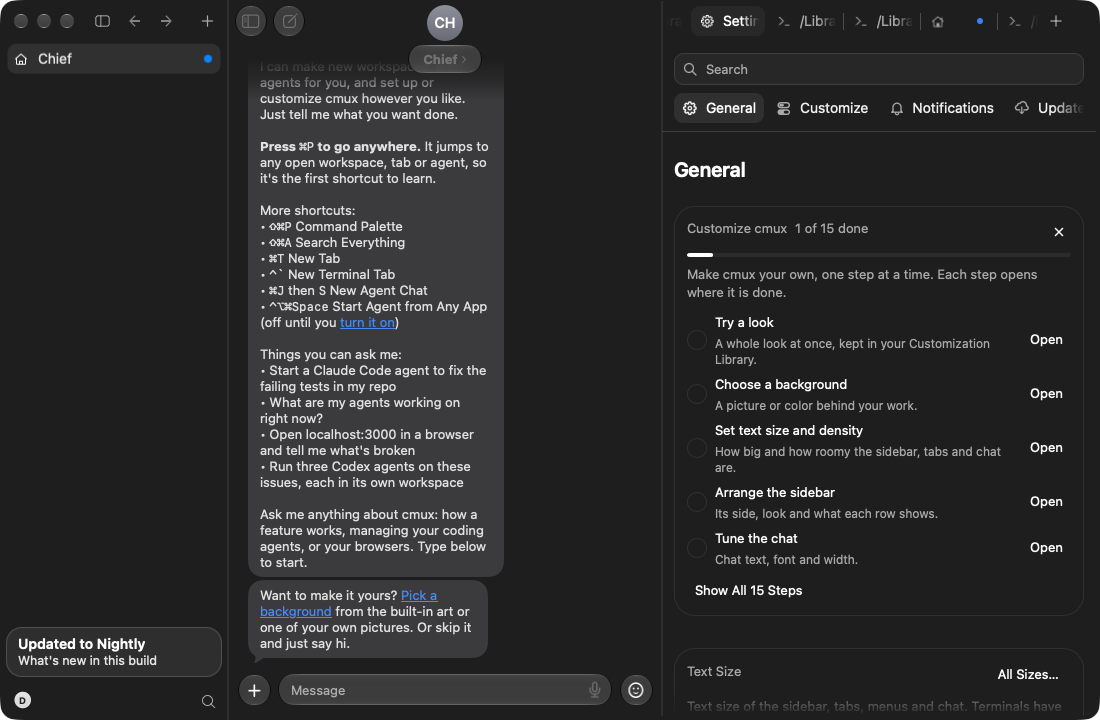 Chief
Updated to Nightly
What's new in this build
D
CH
Chief ›
I can make new
agents for you, and set up or
customize cmux however you like.
Just tell me what you want done.
Press ⌘P to go anywhere. It jumps to
any open workspace, tab or agent, so
it's the first shortcut to learn.
More shortcuts:
• ⇧⌘P Command Palette
• ⇧⌘A Search Everything
• ⌘T New Tab
• ^` New Terminal Tab
• ⌘J then S New Agent Chat
• ^⌥⌘Space Start Agent from Any App
(off until you turn it on)
Things you can ask me:
• Start a Claude Code agent to fix the
failing tests in my repo
• What are my agents working on
right now?
• Open localhost:3000 in a browser
and tell me what's broken
• Run three Codex agents on these
issues, each in its own workspace
Ask me anything about cmux: how a
feature works, managing your coding
agents, or your browsers. Type below
to start.
Want to make it yours? Pick a
background from the built-in art or
one of your own pictures. Or skip it
and just say hi.
Message
Settin
/Libra
/Libra
Search
General
Customize
Notifications
Update
General
Customize cmux 1 of 15 done
Make cmux your own, one step at a time. Each step opens
where it is done.
Try a look
A whole look at once, kept in your Customization
Library.
Open
Choose a background
A picture or color behind your work.
Open
Set text size and density
How big and how roomy the sidebar, tabs and chat
are.
Open
Arrange the sidebar
Its side, look and what each row shows.
Open
Tune the chat
Chat text, font and width.
Open
Show All 15 Steps
Text Size
All Sizes...
Text size of the sidebar, tabs, menus and chat. Terminals have